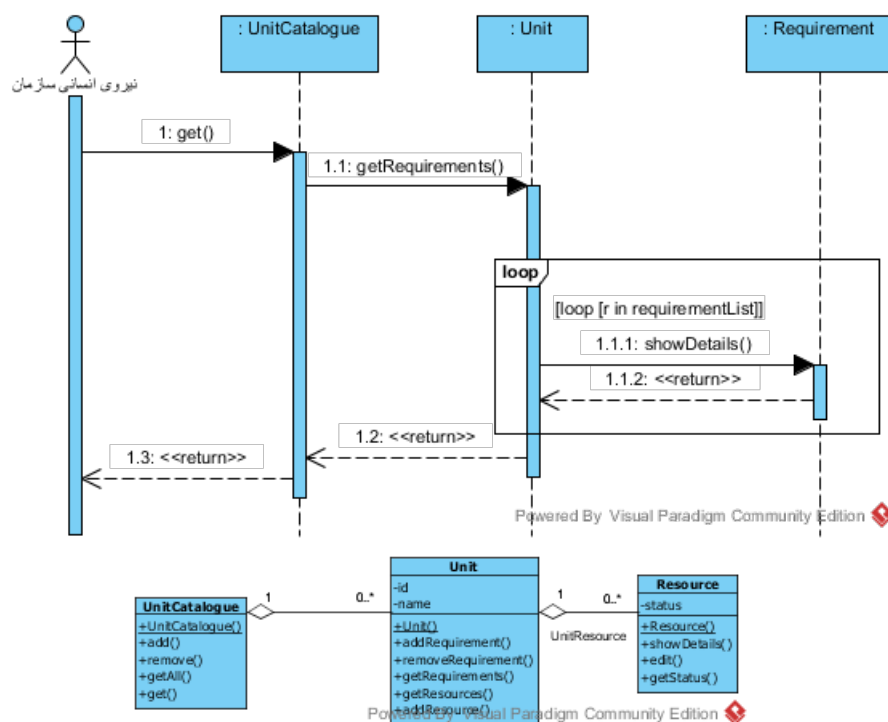 : UnitCatalogue
: Unit
: Requirement
نیروی انسانی سازمان
1: get()
1.1: getRequirements()
loop
[loop [r in requirementList]]
1.1.1: showDetails()
1.1.2: <<return>>
1.2: <<return>>
1.3: <<return>>
Powered By Visual Paradigm Community Edition
UnitCatalogue
+UnitCatalogue()
+add()
+remove()
+getAll()
+get()
1
0..*
Unit
-id
-name
+Unit()
+addRequirement()
+removeRequirement()
+getRequirements()
+getResources()
+addResource()
1
0..*
UnitResource
Resource
-status
+Resource()
+showDetails()
+edit()
+getStatus()
Powered By Visual Paradigm Community Edition